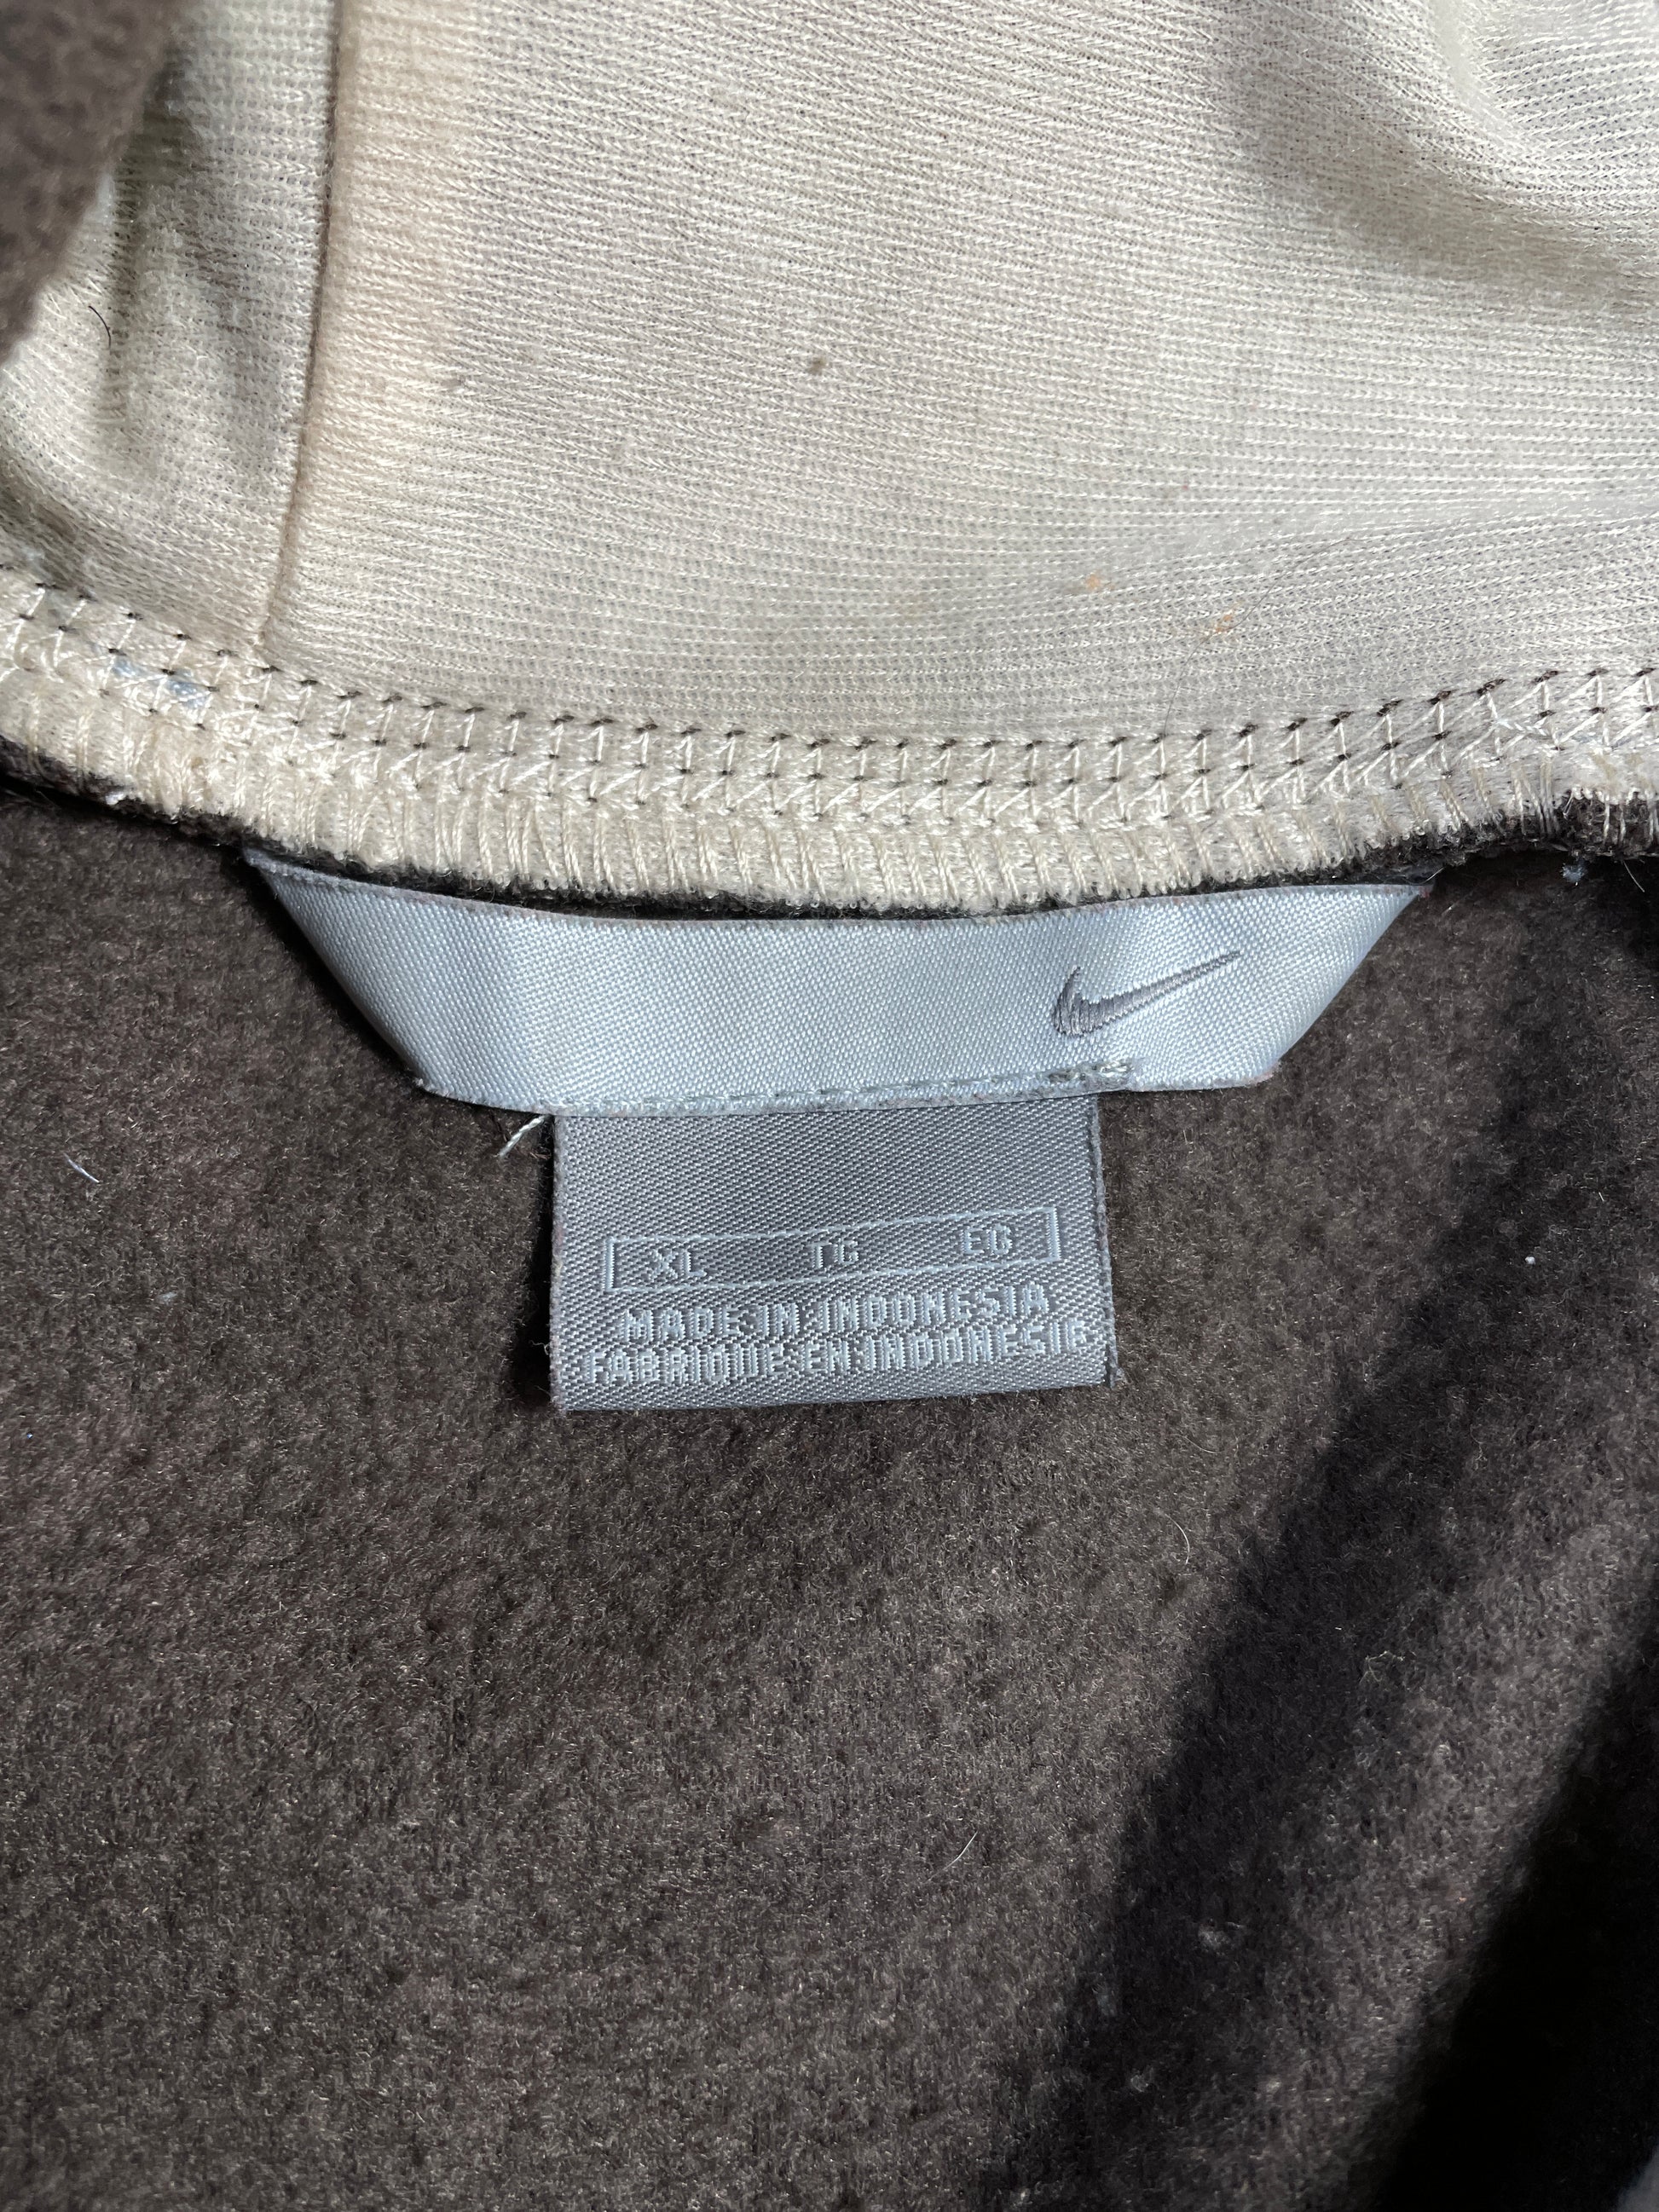 XL TG EG
MADE IN INDONESIA
FABRIQUE EN INDONESIE